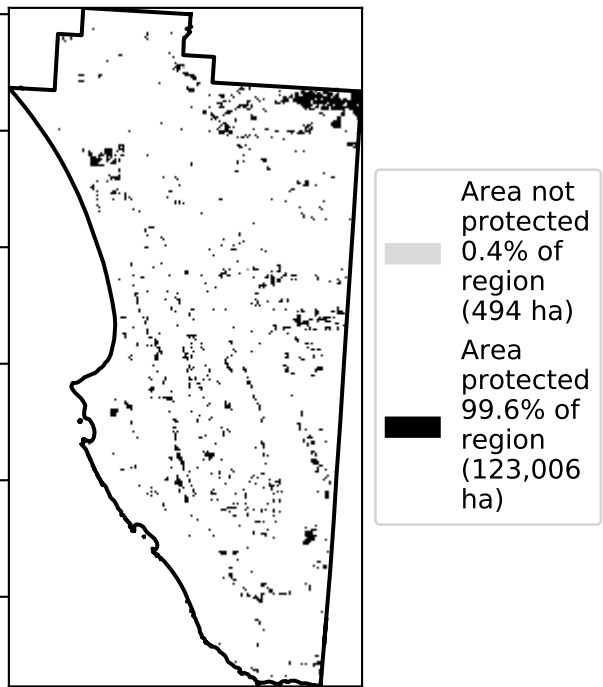 Area not
protected
0.4% of
region
(494 ha)
Area
protected
99.6% of
region
(123,006
ha)